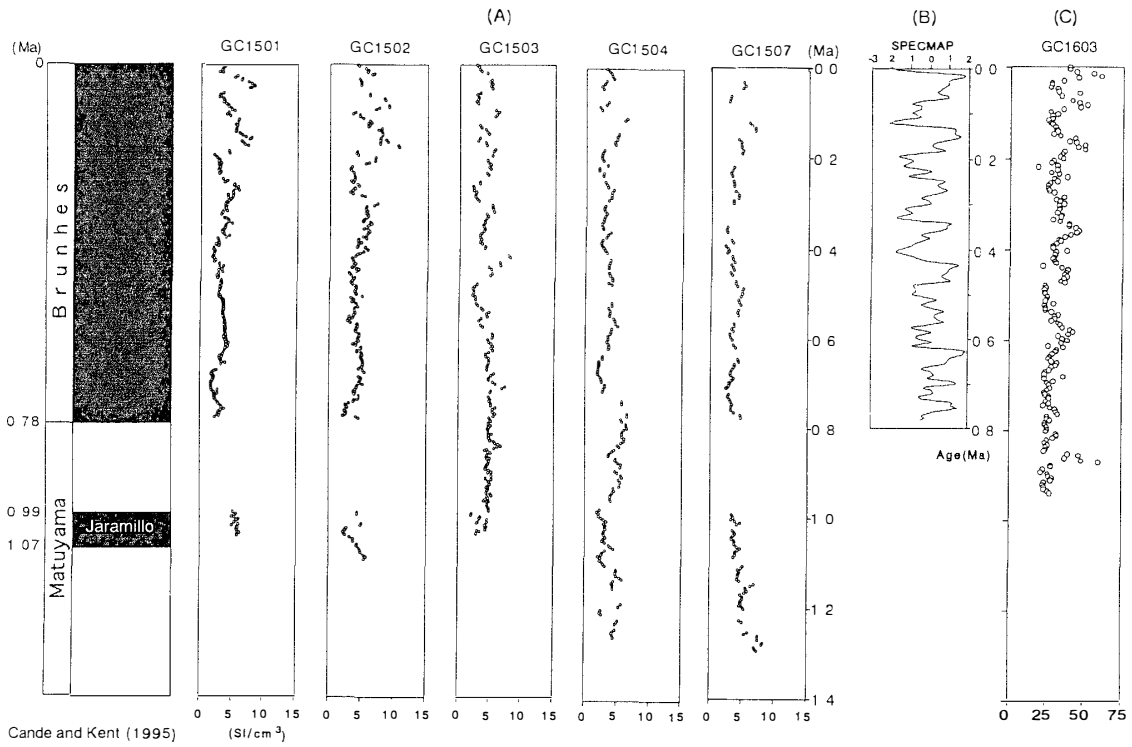 (A) (B) (C)
(Ma) GC1501 GC1502 GC1503 GC1504 GC1507 (Ma) SPECMAP GC1603
-3 -2 -1 0 1 2
0 0 0 0 0
0 2 0 2
0 4 0 4
0 6 0 6
0 78 0 8 0 8
Age(Ma)
0 99 1 0
1 07
1 2
1 4
Brunhes
Matuyama
Jaramillo
0 5 10 15 0 5 10 15 0 5 10 15 0 5 10 15 0 5 10 15 0 25 50 75
(SI/cm³)
Cande and Kent (1995)